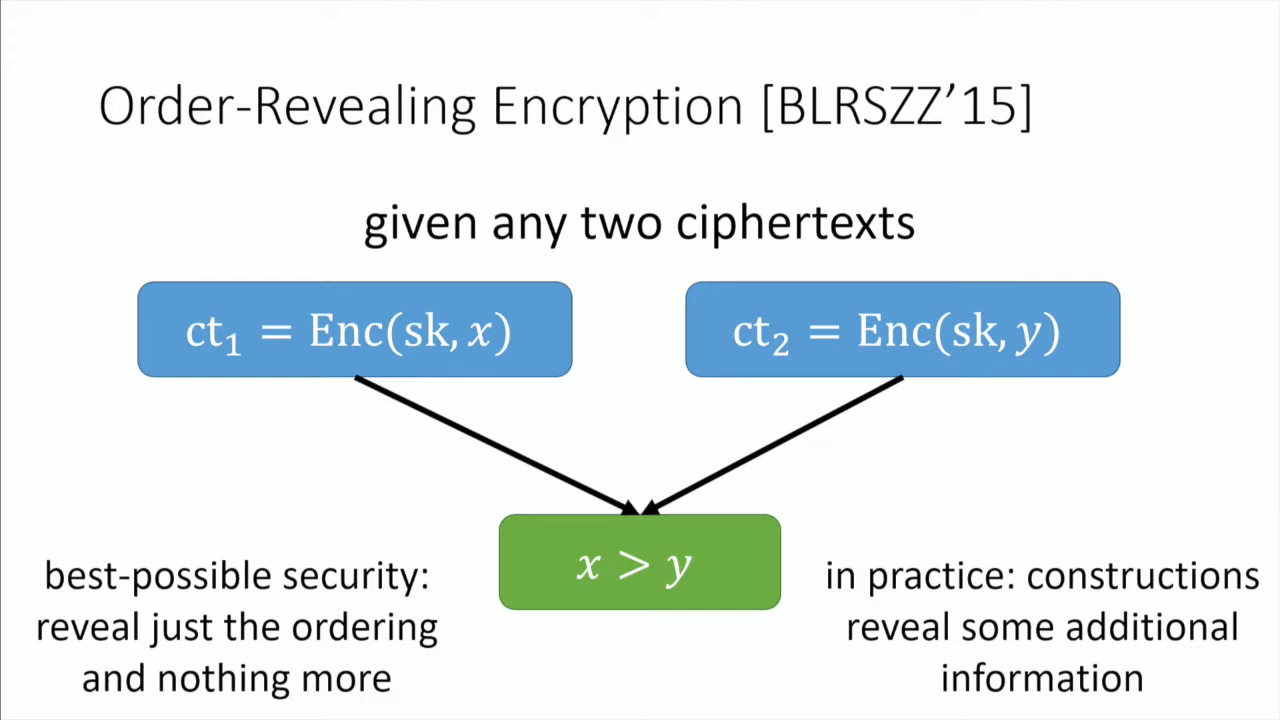 Order-Revealing Encryption [BLRSZZ’15]
given any two ciphertexts
ct₁ = Enc(sk, x)
ct₂ = Enc(sk, y)
x > y
best-possible security:
reveal just the ordering
and nothing more
in practice: constructions
reveal some additional
information